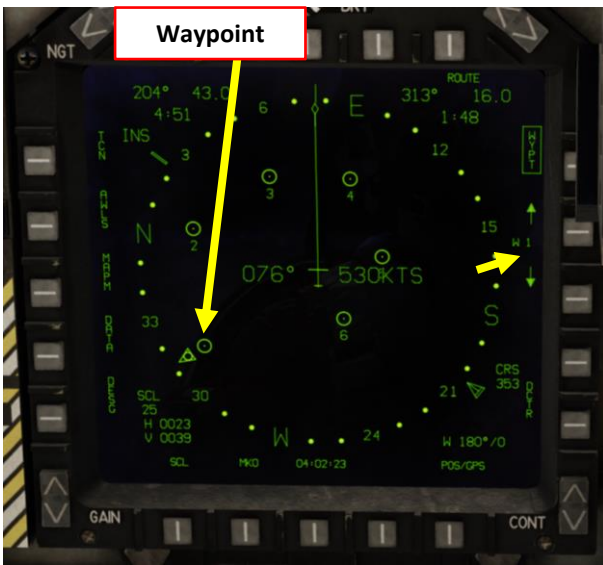 Waypoint
NGT
ROUTE
204° 43.0
4:51
6
E
313° 16.0
1:48
INS
3
12
WYPT
TCN
3
4
AWLS
N
2
15
W 1
MAPM
076°
530KTS
DATA
33
6
S
DESG
SCL
25
30
H 0023
V 0039
W
24
21
CRS
353
DCTR
W 180°/0
SCL
MKO
04:02:23
POS/GPS
GAIN
CONT